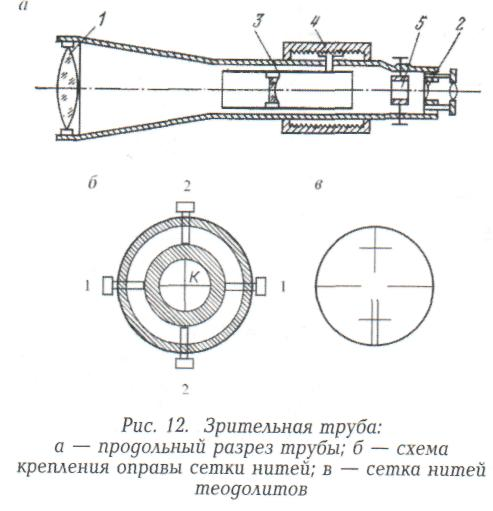 а
1
3
4
5
2
б
2
в
К
1
1
2
Рис. 12. Зрительная труба:
а — продольный разрез трубы; б — схема
крепления оправы сетки нитей; в — сетка нитей
теодолитов